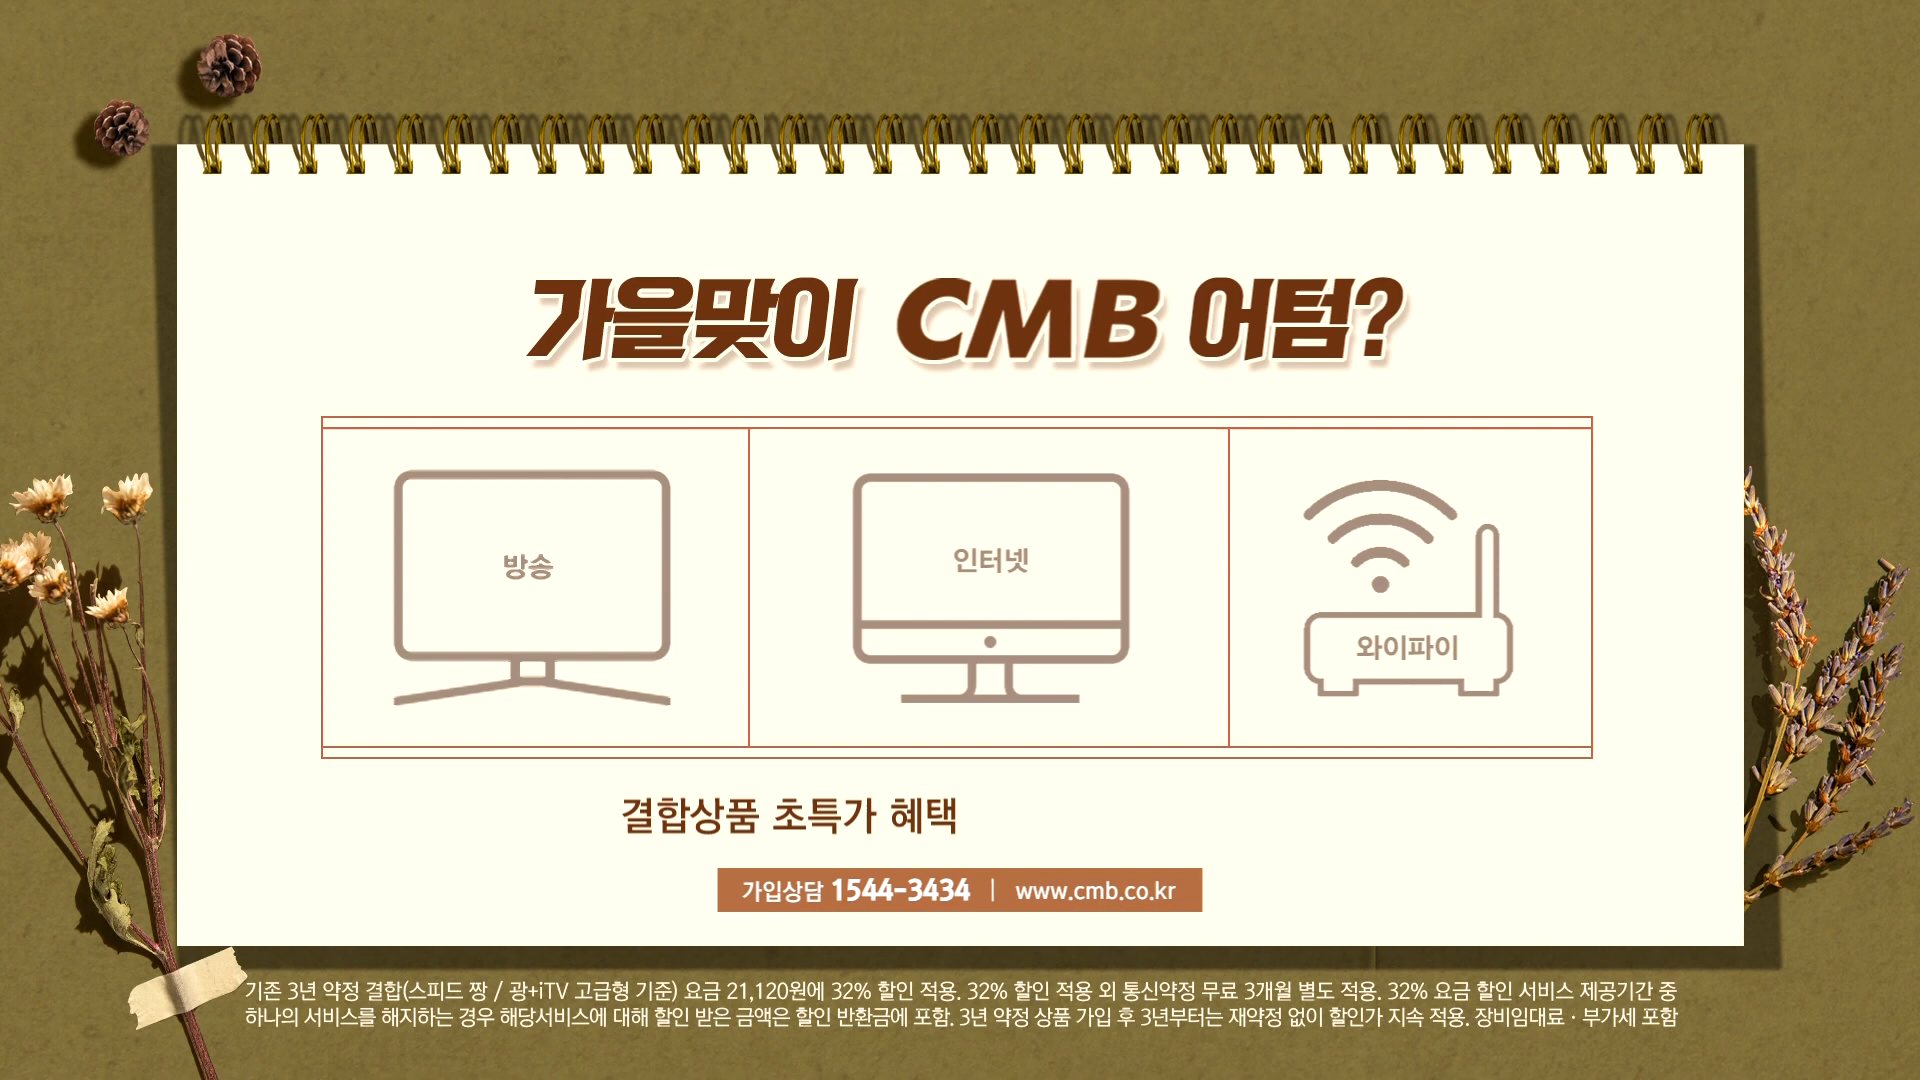 가을맞이 CMB 어텀?
방송
인터넷
와이파이
결합상품 초특가 혜택
가입상담 1544-3434 | www.cmb.co.kr
기존 3년 약정 결합(스피드 짱 / 광+iTV 고급형 기준) 요금 21,120원에 32% 할인 적용. 32% 할인 적용 외 통신약정 무료 3개월 별도 적용. 32% 요금 할인 서비스 제공기간 중
하나의 서비스를 해지하는 경우 해당서비스에 대해 할인 받은 금액은 할인 반환금에 포함. 3년 약정 상품 가입 후 3년부터는 재약정 없이 할인가 지속 적용. 장비임대료 · 부가세 포함